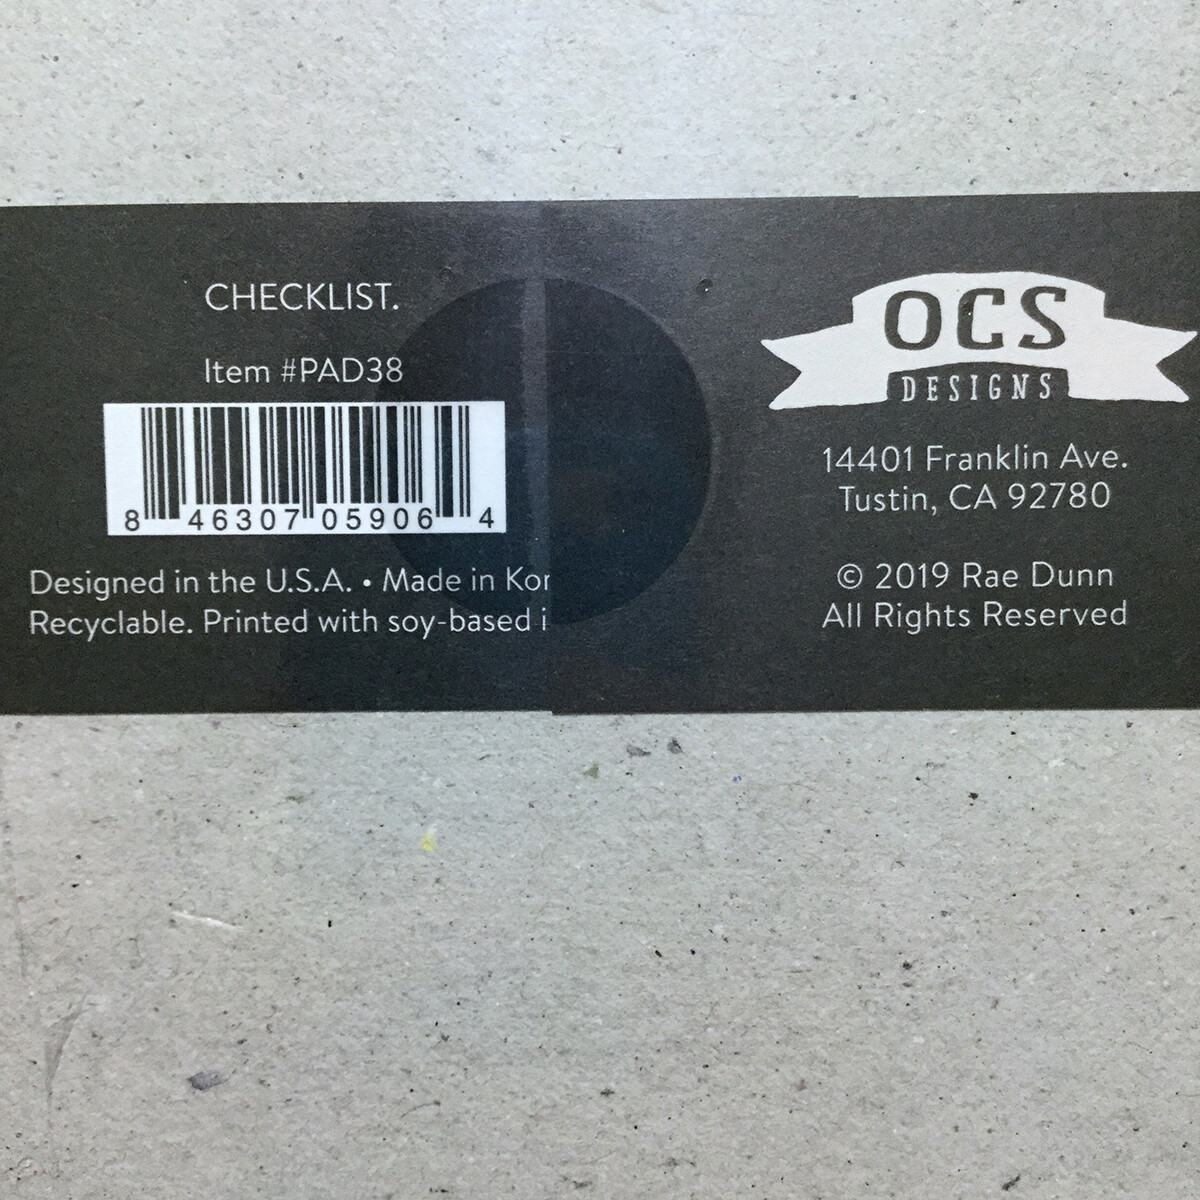 CHECKLIST.
Item #PAD38
8 46307 05906 4
Designed in the U.S.A. • Made in Kor
Recyclable. Printed with soy-based i
OCS
DESIGNS
14401 Franklin Ave.
Tustin, CA 92780
© 2019 Rae Dunn
All Rights Reserved